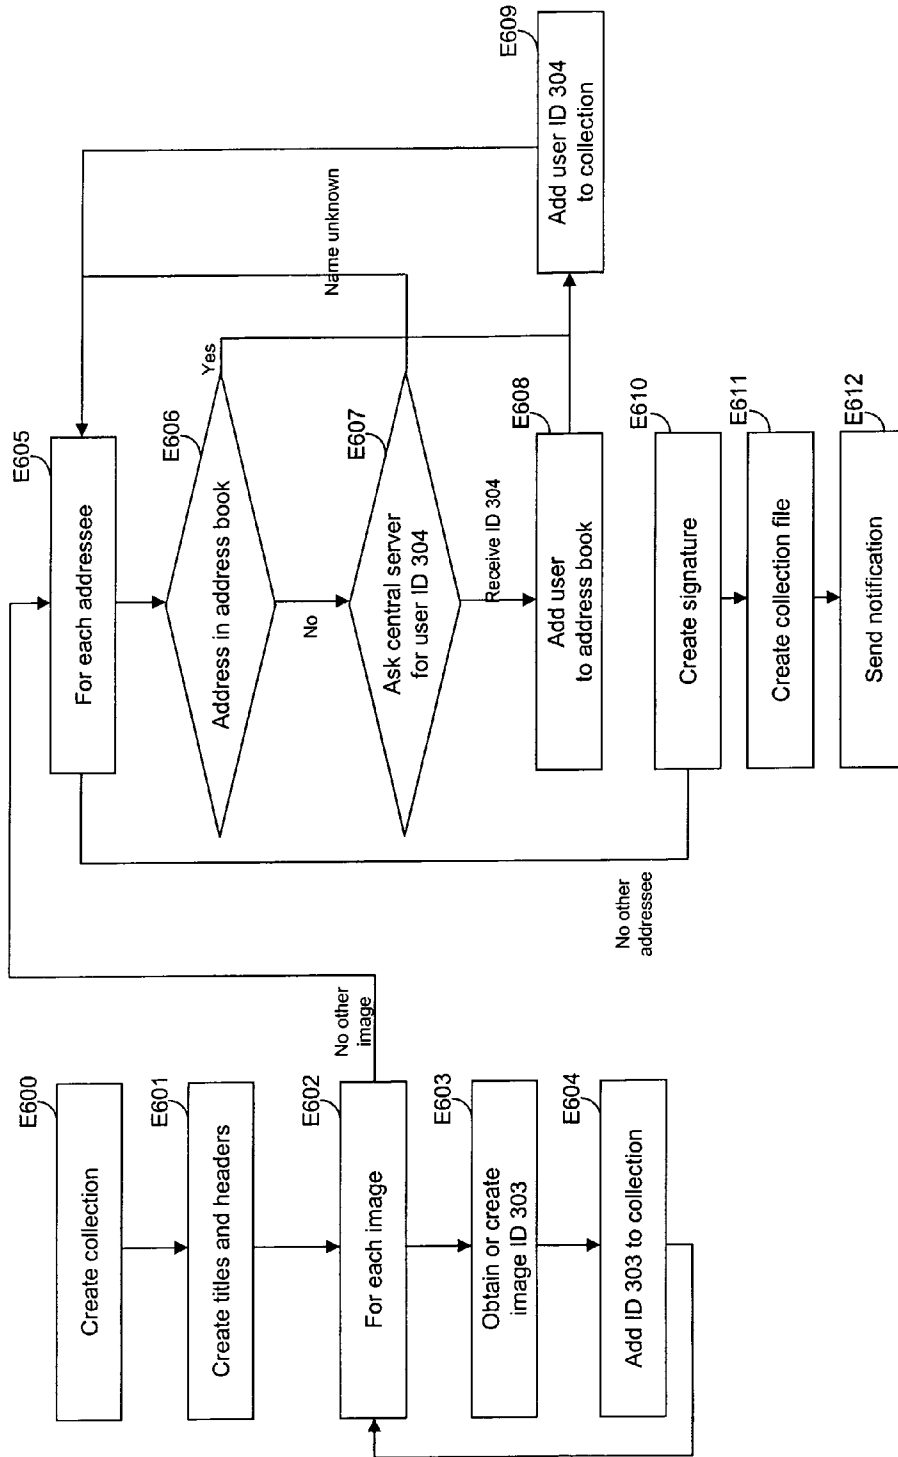 E600
Create collection
E601
Create titles and headers
E602
For each image
No other
image
E603
Obtain or create
image ID 303
E604
Add ID 303 to collection
E605
For each addressee
E606
Address in address book
Yes
No
E607
Ask central server
for user ID 304
Name unknown
Receive ID 304
E608
Add user
to address book
E609
Add user ID 304
to collection
No other
addressee
E610
Create signature
E611
Create collection file
E612
Send notification